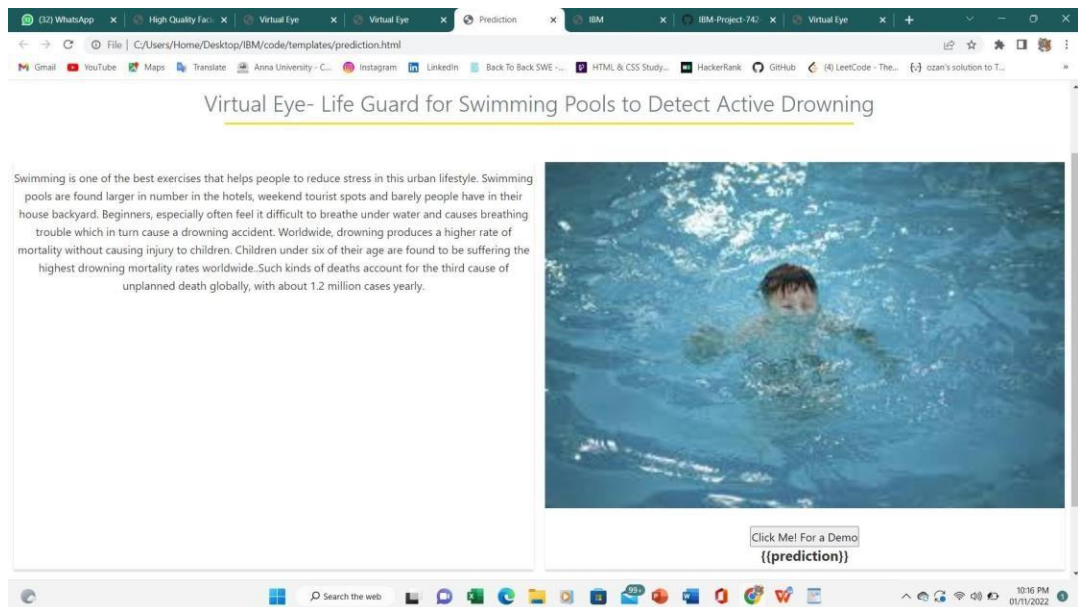 (32) WhatsApp
High Quality Faci
Virtual Eye
Virtual Eye
Prediction
IBM
IBM-Project-742
Virtual Eye
File | C:/Users/Home/Desktop/IBM/code/templates/prediction.html
Gmail
YouTube
Maps
Translate
Anna University - C...
Instagram
LinkedIn
Back To Back SWE -...
HTML & CSS Study...
HackerRank
GitHub
(4) LeetCode - The...
{,} ozan's solution to T...
»
Virtual Eye- Life Guard for Swimming Pools to Detect Active Drowning
Swimming is one of the best exercises that helps people to reduce stress in this urban lifestyle. Swimming
pools are found larger in number in the hotels, weekend tourist spots and barely people have in their
house backyard. Beginners, especially often feel it difficult to breathe under water and causes breathing
trouble which in turn cause a drowning accident. Worldwide, drowning produces a higher rate of
mortality without causing injury to children. Children under six of their age are found to be suffering the
highest drowning mortality rates worldwide..Such kinds of deaths account for the third cause of
unplanned death globally, with about 1.2 million cases yearly.
Click Me! For a Demo
{{prediction}}
Search the web
99+
10:16 PM
01/11/2022